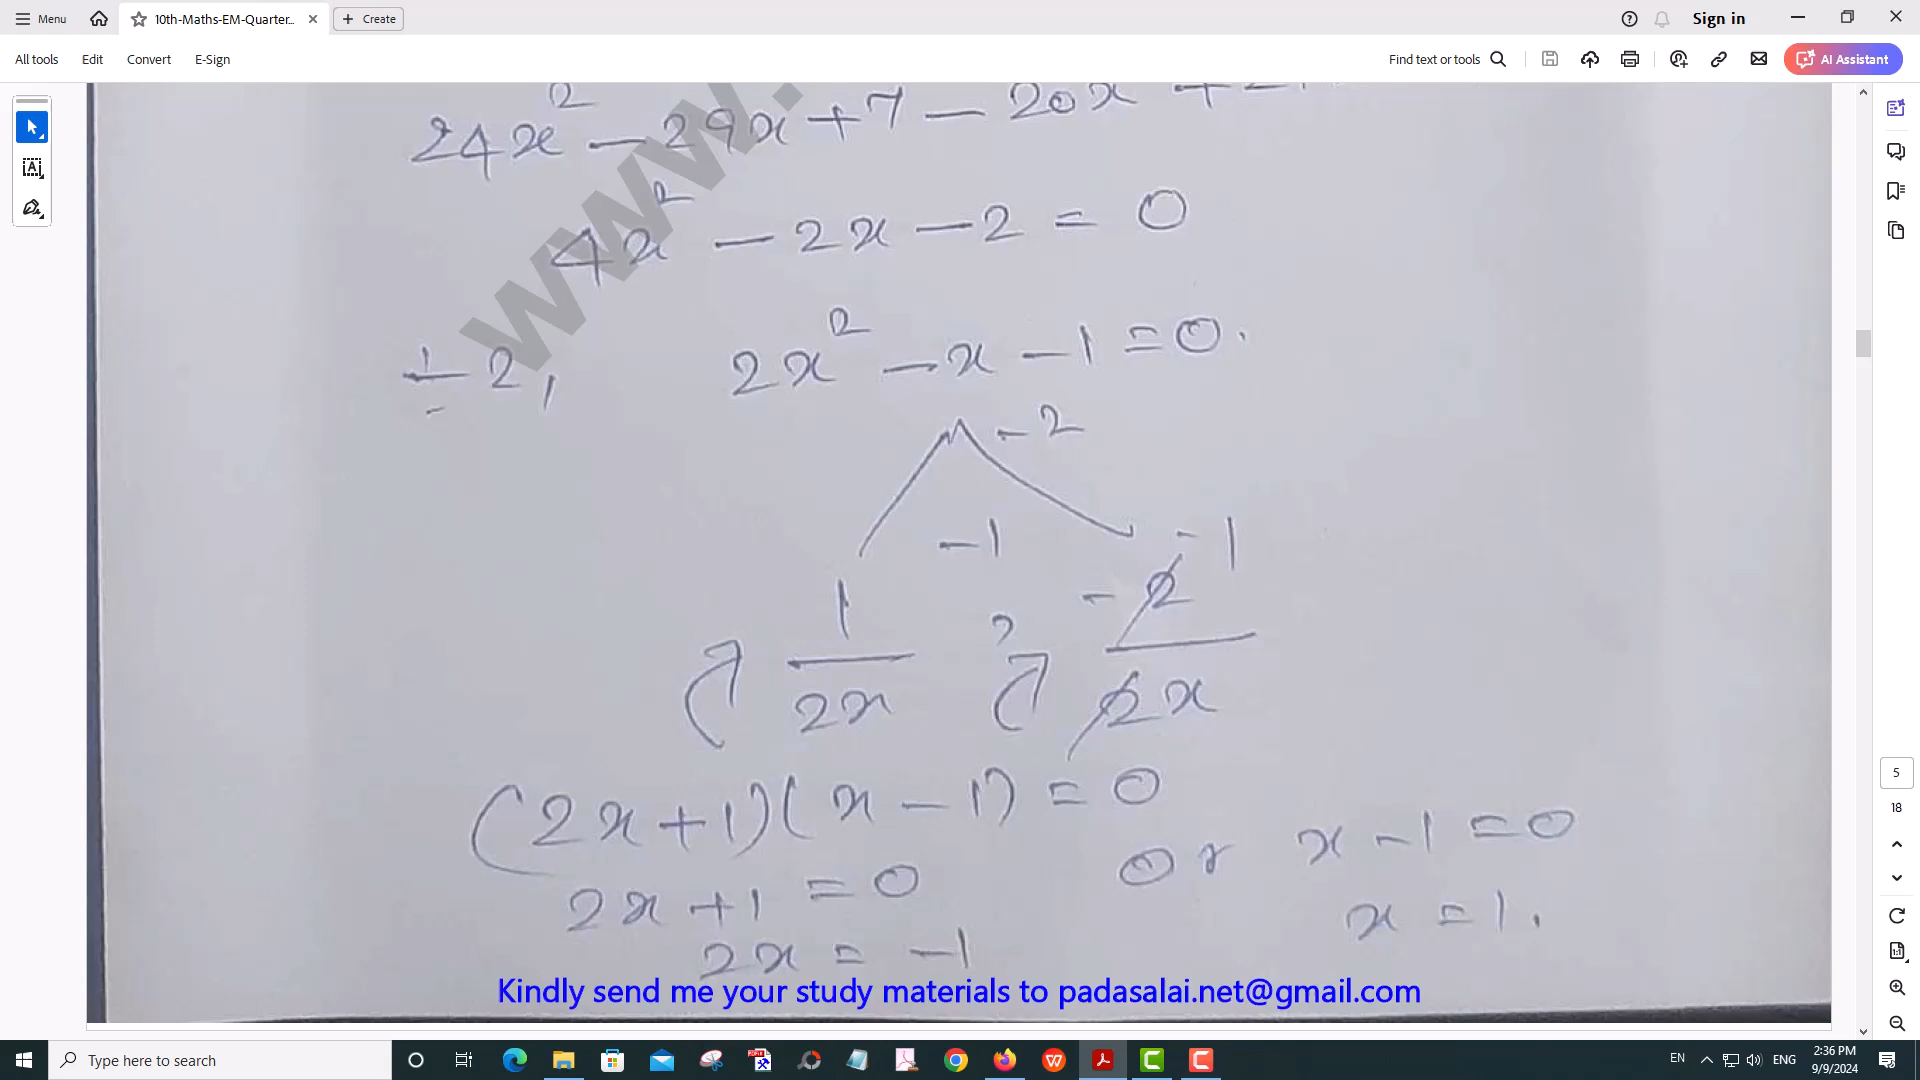 Menu
10th-Maths-EM-Quarter...
Create
Sign in
All tools
Edit
Convert
E-Sign
Find text or tools
AI Assistant
24x² - 29x + 7 - 20x +
4x² - 2x - 2 = 0
÷ 2, 2x² - x - 1 = 0.
-2
-1 -1
1 , -2
2x 2x
(2x+1)(x-1) = 0
2x+1 = 0 or x-1 = 0
2x = -1 x = 1.
www.
Kindly send me your study materials to padasalai.net@gmail.com
5
18
Type here to search
EN
ENG
2:36 PM
9/9/2024